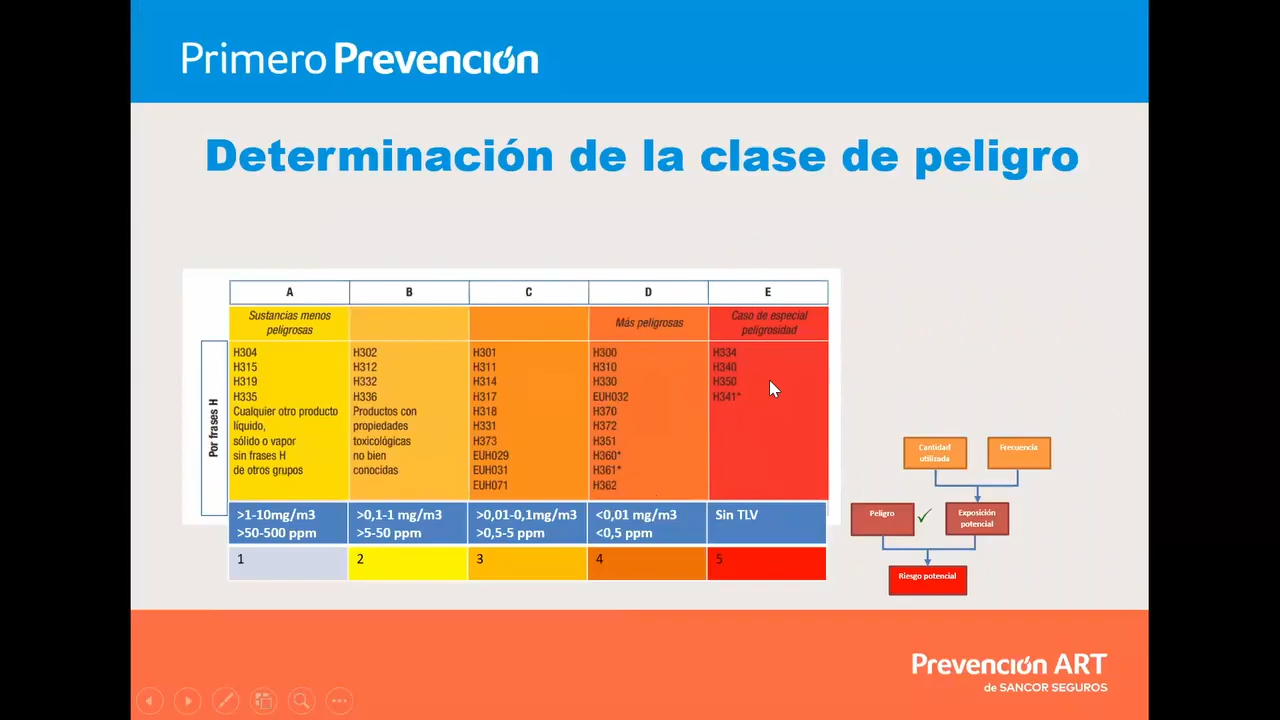 Primero Prevención
Determinación de la clase de peligro
A B C D E
Sustancias menos peligrosas
Más peligrosas
Caso de especial peligrosidad
Por frases H
H304
H315
H319
H335
Cualquier otro producto
líquido,
sólido o vapor
sin frases H
de otros grupos
H302
H312
H332
H336
Productos con
propiedades
toxicológicas
no bien
conocidas
H301
H311
H314
H317
H318
H331
H373
EUH029
EUH031
EUH071
H300
H310
H330
EUH032
H370
H372
H351
H360*
H361*
H362
H334
H340
H350
H341*
>1-10mg/m3
>50-500 ppm
>0,1-1 mg/m3
>5-50 ppm
>0,01-0,1mg/m3
>0,5-5 ppm
<0,01 mg/m3
<0,5 ppm
Sin TLV
1 2 3 4 5
Cantidad
utilizada
Frecuencia
Peligro
Exposición
potencial
Riesgo potencial
Prevención ART
de SANCOR SEGUROS